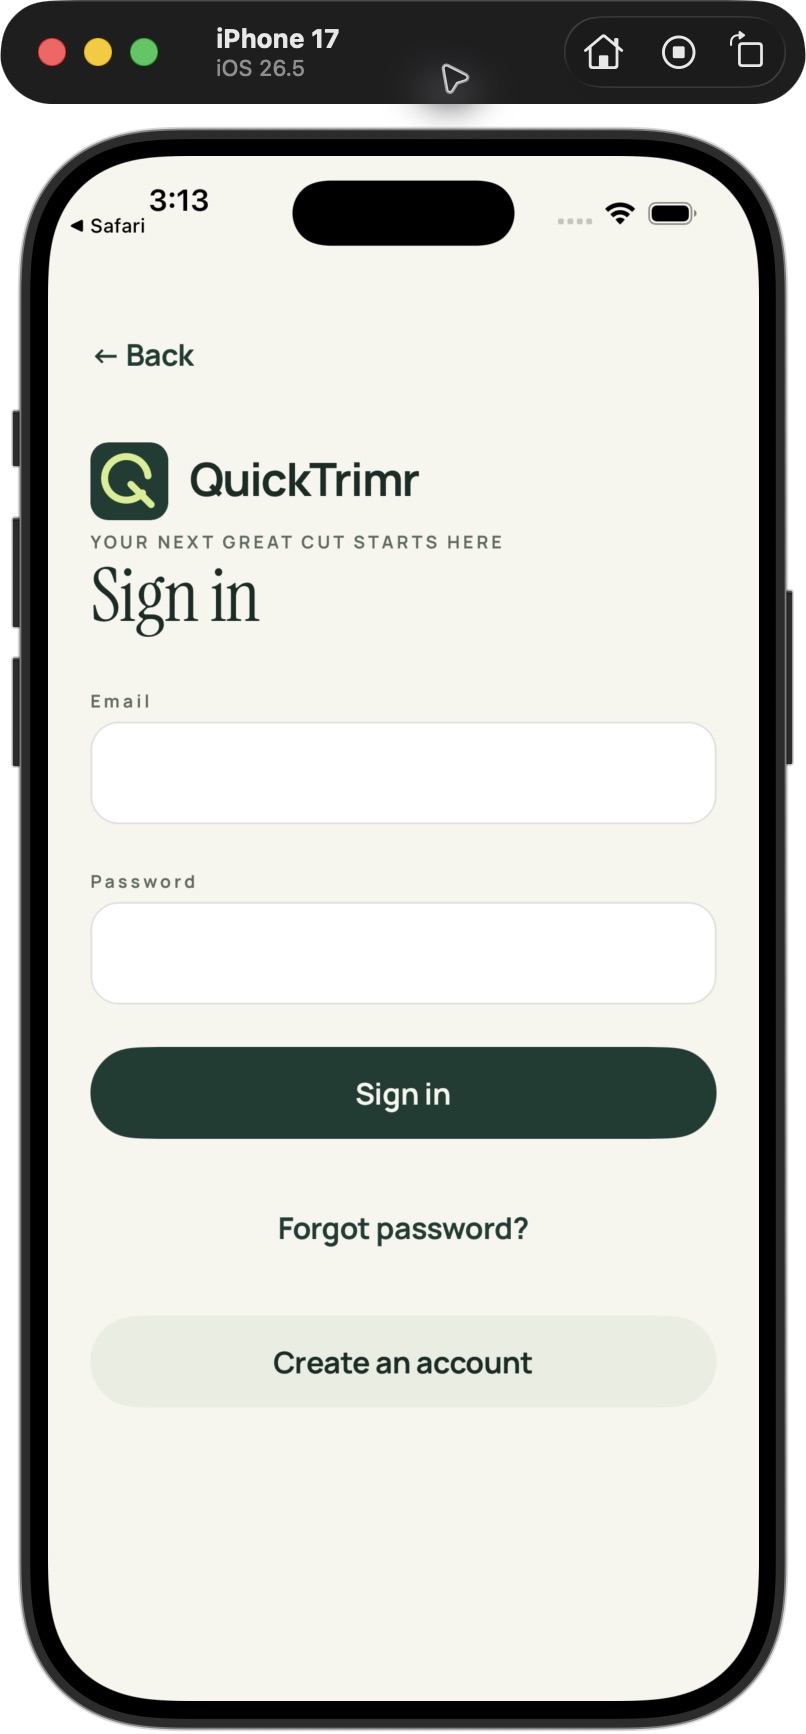 iPhone 17
iOS 26.5
3:13
◀ Safari
← Back
QuickTrimr
YOUR NEXT GREAT CUT STARTS HERE
Sign in
Email
Password
Sign in
Forgot password?
Create an account